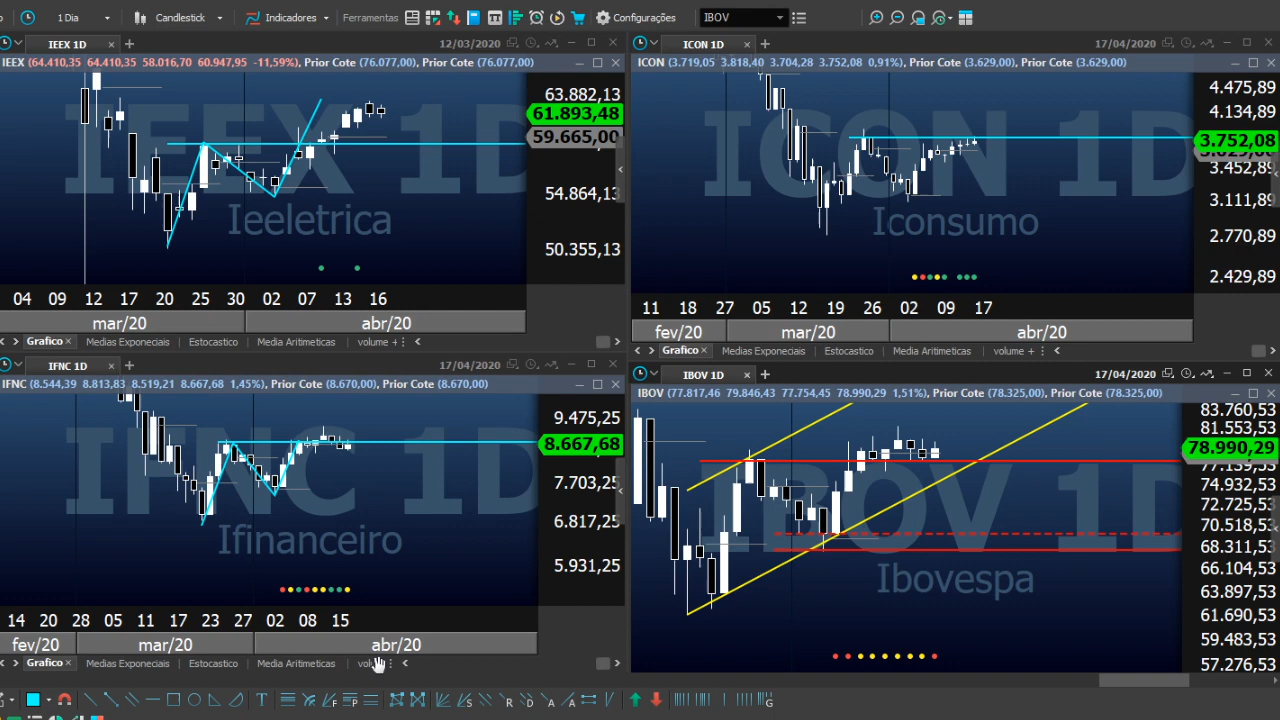 1 Dia Candlestick Indicadores Ferramentas Configurações IBOV
IEEX 1D 12/03/2020
IEEX (64.410,35 64.410,35 58.016,70 60.947,95 -11,59%), Prior Cote (76.077,00), Prior Cote (76.077,00)
IEEX 1D
Ieeletrica
63.882,13
61.893,48
59.665,00
54.864,13
50.355,13
04 09 12 17 20 25 30 02 07 13 16
mar/20 abr/20
Grafico Medias Exponeciais Estocastico Media Aritimeticas volume +
ICON 1D 17/04/2020
ICON (3.719,05 3.818,40 3.704,28 3.752,08 0,91%), Prior Cote (3.629,00), Prior Cote (3.629,00)
ICON 1D
Iconsumo
4.475,89
4.134,89
3.752,08
3.452,89
3.111,89
2.770,89
2.429,89
11 18 27 05 12 19 26 02 09 17
fev/20 mar/20 abr/20
Grafico Medias Exponeciais Estocastico Media Aritmeticas volume +
IFNC 1D 17/04/2020
IFNC (8.544,39 8.813,83 8.519,21 8.667,68 1,45%), Prior Cote (8.670,00), Prior Cote (8.670,00)
IFNC 1D
Ifinanceiro
9.475,25
8.667,68
7.703,25
6.817,25
5.931,25
14 20 28 05 11 17 23 27 02 08 15
fev/20 mar/20 abr/20
Grafico Medias Exponeciais Estocastico Media Aritimeticas
IBOV 1D 17/04/2020
IBOV (77.817,46 79.846,43 77.754,45 78.990,29 1,51%), Prior Cote (78.325,00), Prior Cote (78.325,00)
IBOV 1D
Ibovespa
83.760,53
81.553,53
78.990,29
77.139,53
74.932,53
72.725,53
70.518,53
68.311,53
66.104,53
63.897,53
61.690,53
59.483,53
57.276,53